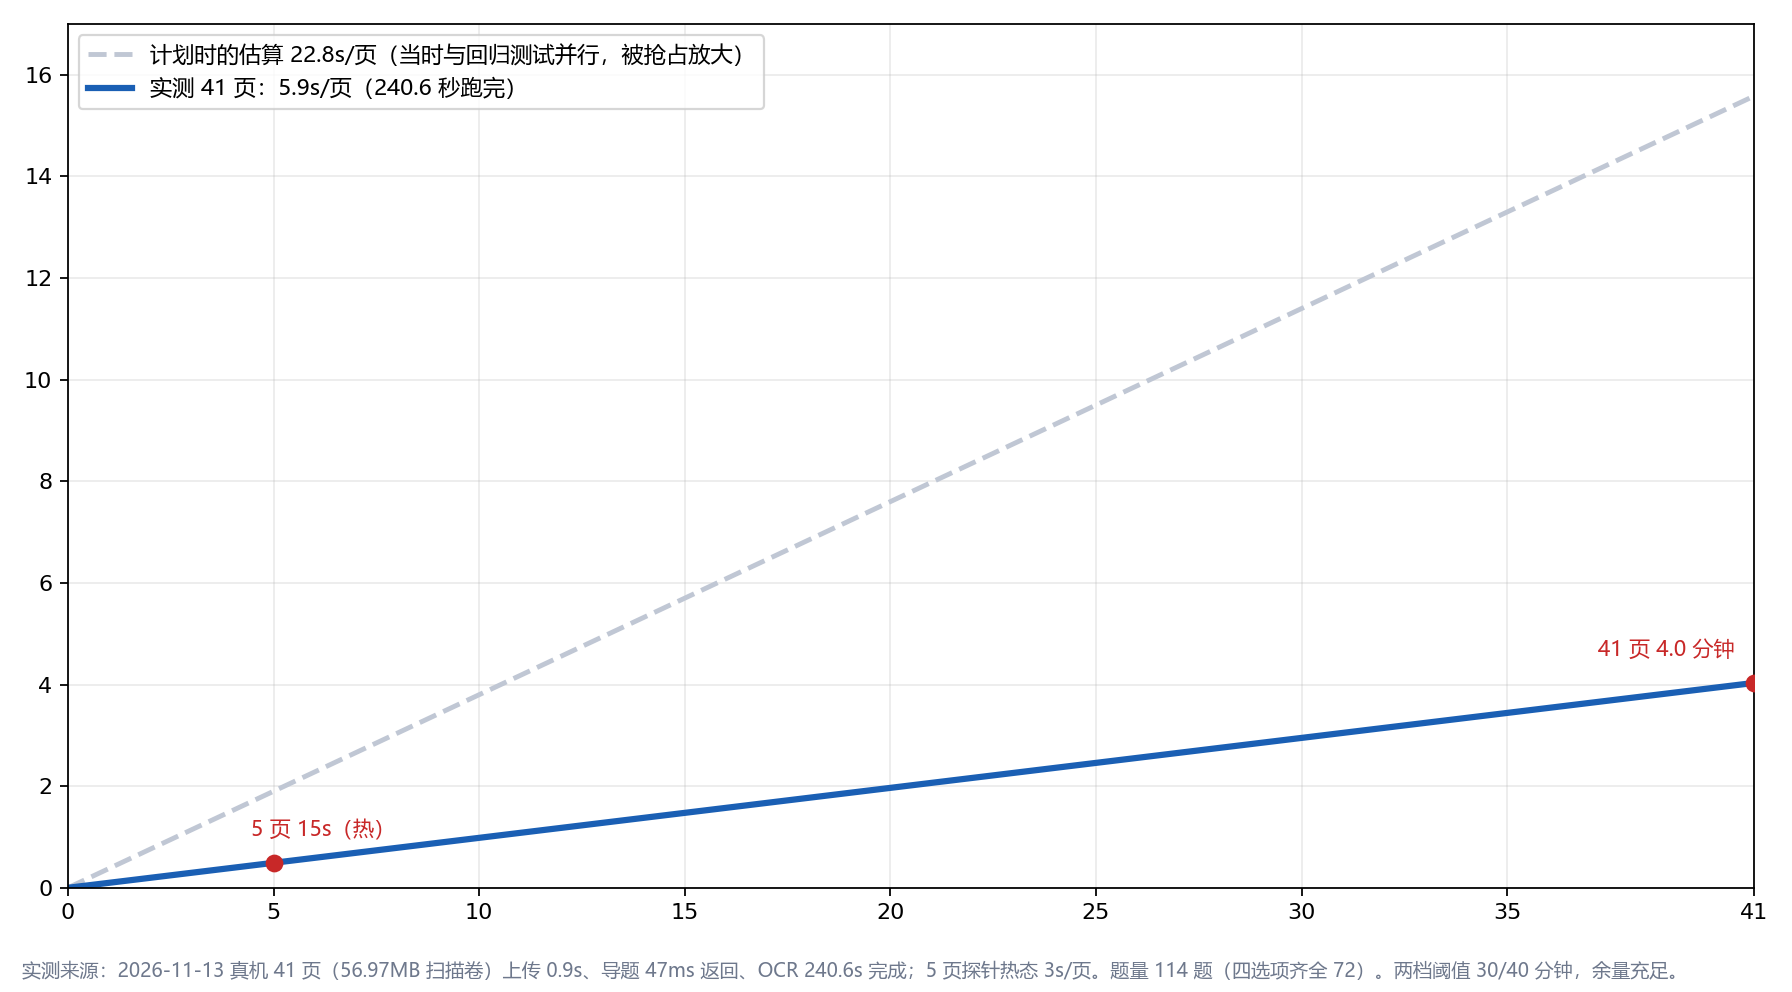 计划时的估算 22.8s/页（当时与回归测试并行，被抢占放大）
实测 41 页：5.9s/页（240.6 秒跑完）
16
14
12
10
8
6
4
2
0
41 页 4.0 分钟
5 页 15s（热）
0 5 10 15 20 25 30 35 41
实测来源：2026-11-13 真机 41 页（56.97MB 扫描卷）上传 0.9s、导题 47ms 返回、OCR 240.6s 完成；5 页探针热态 3s/页。题量 114 题（四选项齐全 72）。两档阈值 30/40 分钟，余量充足。